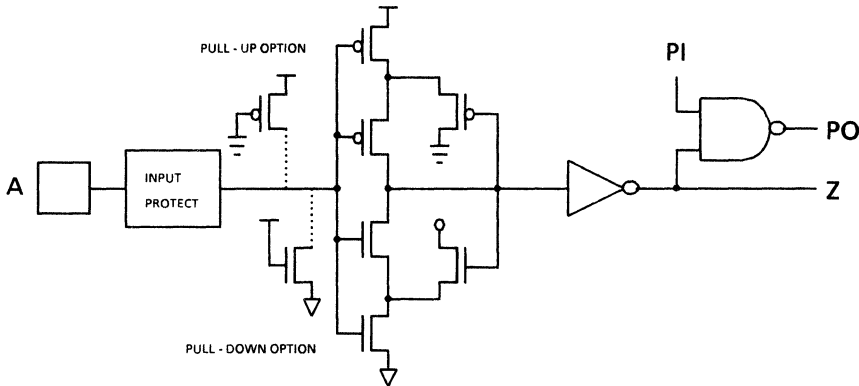 PULL - UP OPTION
PI
PO
A
INPUT
PROTECT
Z
PULL - DOWN OPTION